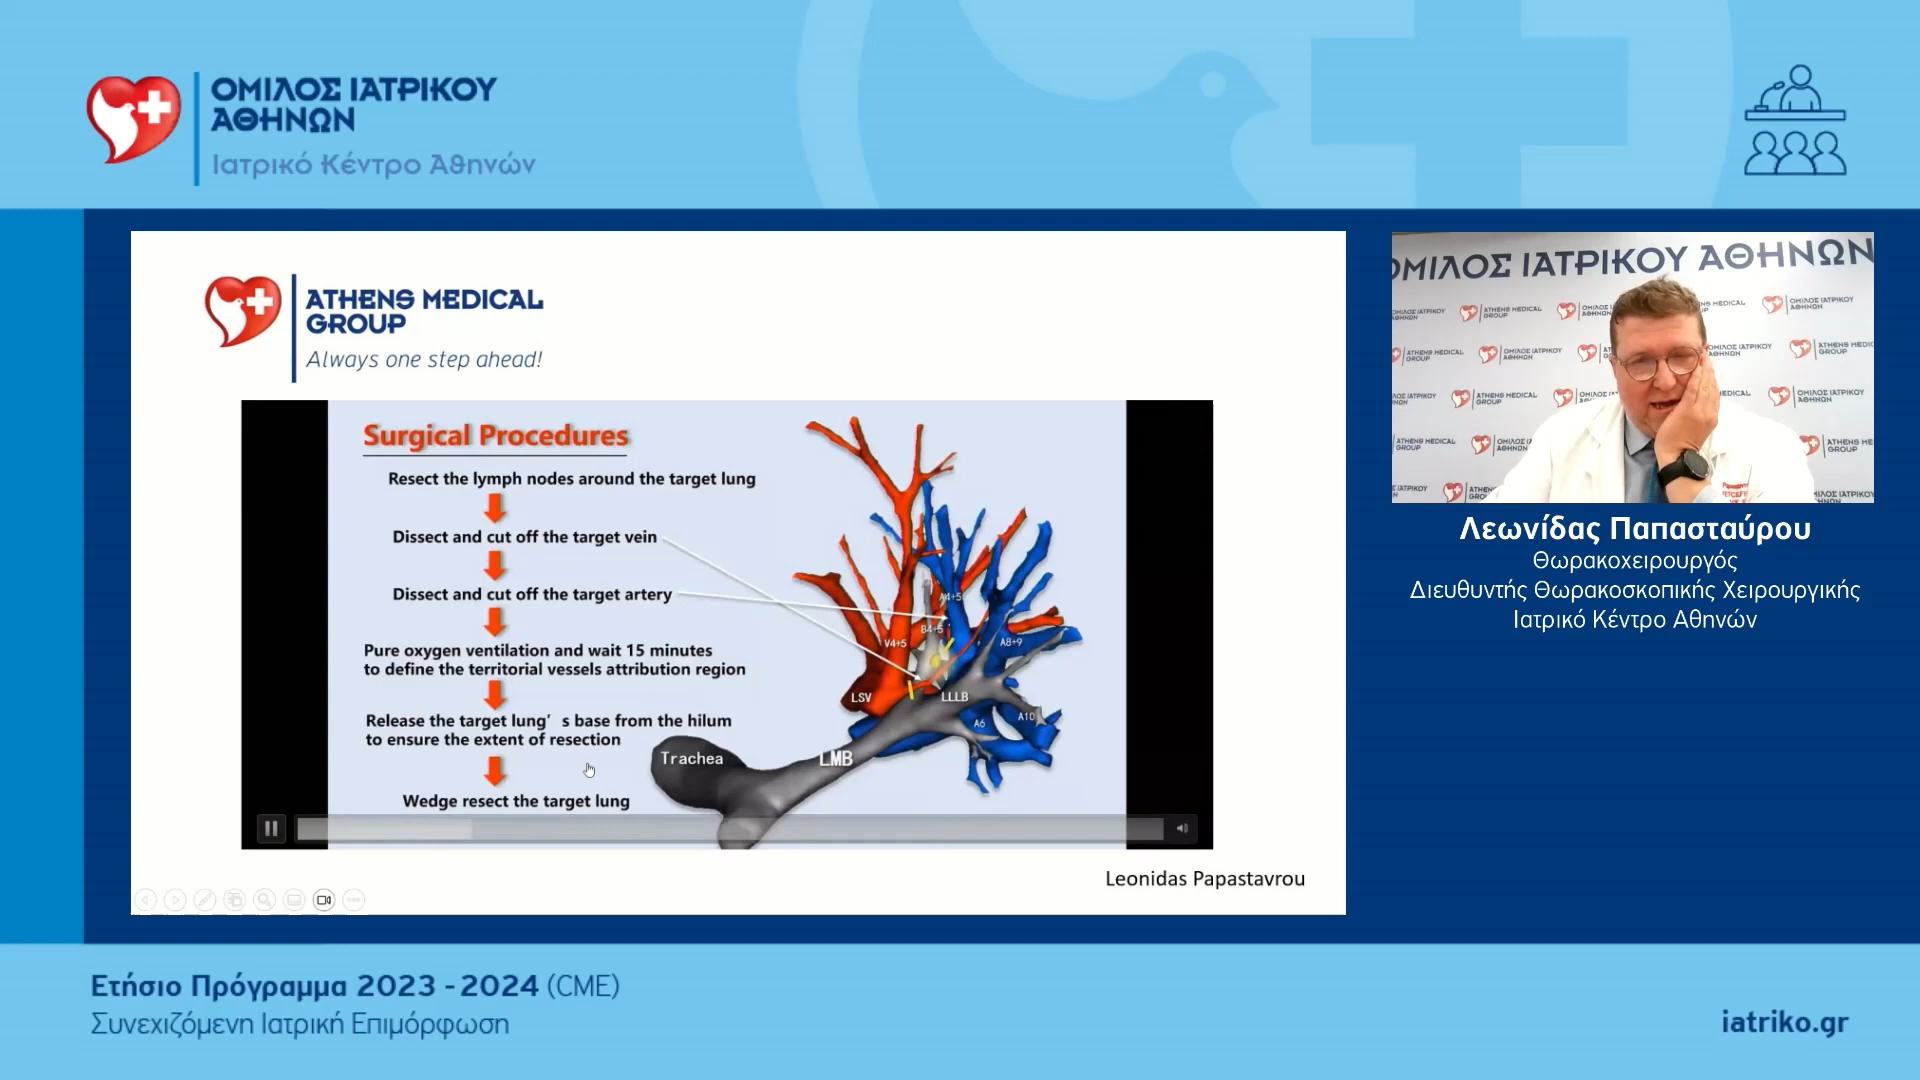 ΟΜΙΛΟΣ ΙΑΤΡΙΚΟΥ
ΑΘΗΝΩΝ
Ιατρικό Κέντρο Αθηνών
ATHENS MEDICAL
GROUP
Always one step ahead!
Surgical Procedures
Resect the lymph nodes around the target lung
Dissect and cut off the target vein
Dissect and cut off the target artery
Pure oxygen ventilation and wait 15 minutes
to define the territorial vessels attribution region
Release the target lung's base from the hilum
to ensure the extent of resection
Wedge resect the target lung
A4+5
B4+5
V4+5
A8+9
LSV
LLLB
A6
A10
Trachea
LMB
Leonidas Papastavrou
ΟΜΙΛΟΣ ΙΑΤΡΙΚΟΥ ΑΘΗΝΩΝ
Λεωνίδας Παπασταύρου
Θωρακοχειρουργός
Διευθυντής Θωρακοσκοπικής Χειρουργικής
Ιατρικό Κέντρο Αθηνών
Ετήσιο Πρόγραμμα 2023 - 2024 (CME)
Συνεχιζόμενη Ιατρική Επιμόρφωση
iatriko.gr